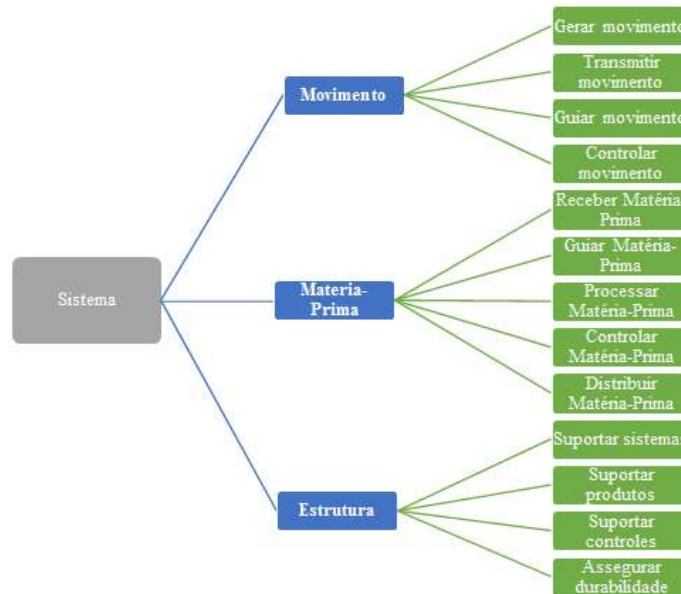 Sistema
Movimento
Gerar movimento
Transmitir
movimento
Guiar movimento
Controlar
movimento
Materia-
Prima
Receber Matéria-
Prima
Guiar Matéria-
Prima
Processar
Matéria-Prima
Controlar
Matéria-Prima
Distribuir
Matéria-Prima
Estrutura
Suportar sistemas
Suportar
produtos
Suportar
controles
Assegurar
durabilidade